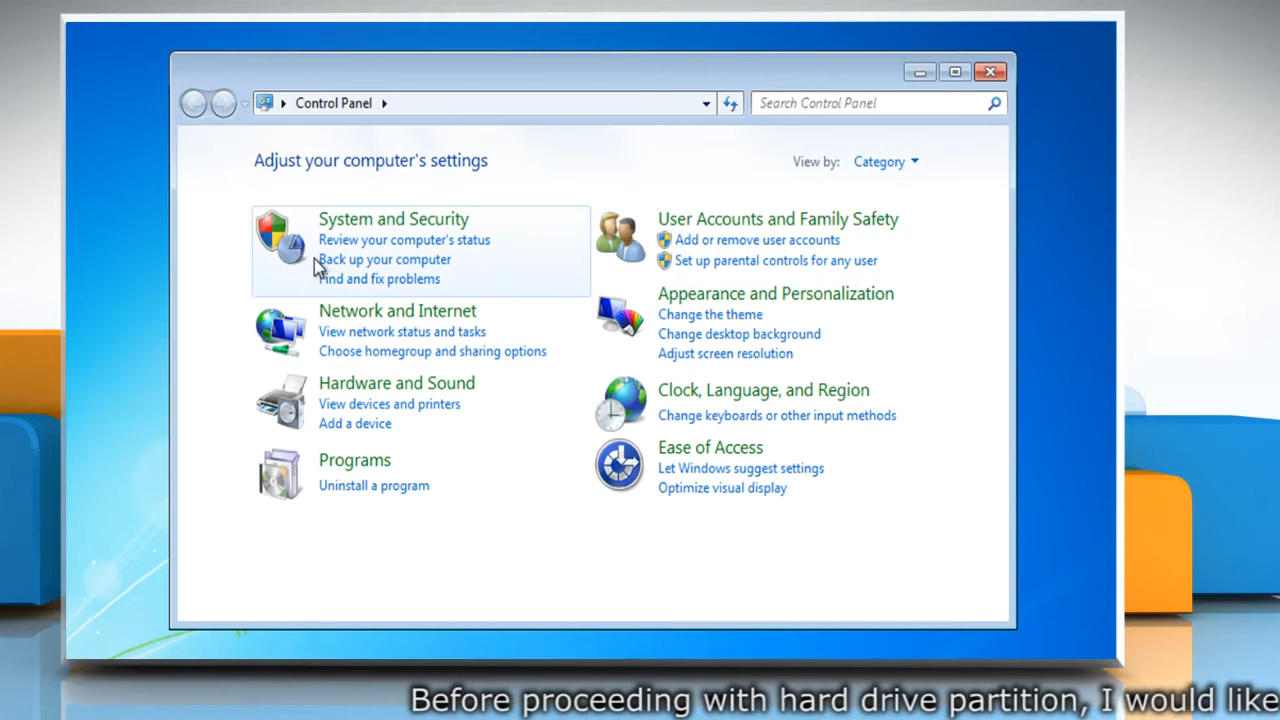 Control Panel
Search Control Panel
Adjust your computer's settings
View by: Category
System and Security
Review your computer's status
Back up your computer
Find and fix problems
Network and Internet
View network status and tasks
Choose homegroup and sharing options
Hardware and Sound
View devices and printers
Add a device
Programs
Uninstall a program
User Accounts and Family Safety
Add or remove user accounts
Set up parental controls for any user
Appearance and Personalization
Change the theme
Change desktop background
Adjust screen resolution
Clock, Language, and Region
Change keyboards or other input methods
Ease of Access
Let Windows suggest settings
Optimize visual display
Before proceeding with hard drive partition, I would like